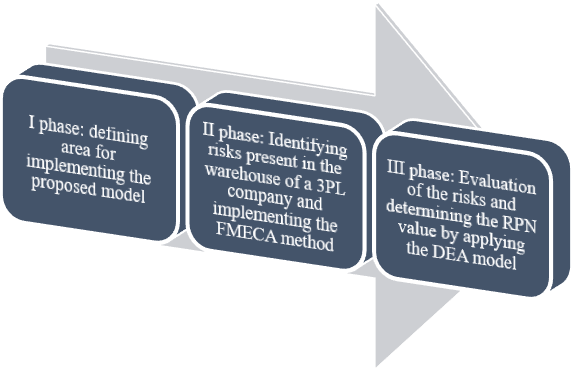 I phase: defining
area for
implementing the
proposed model
II phase: Identifying
risks present in the
warehouse of a 3PL
company and
implementing the
FMECA method
III phase: Evaluation
of the risks and
determining the RPN
value by applying
the DEA model